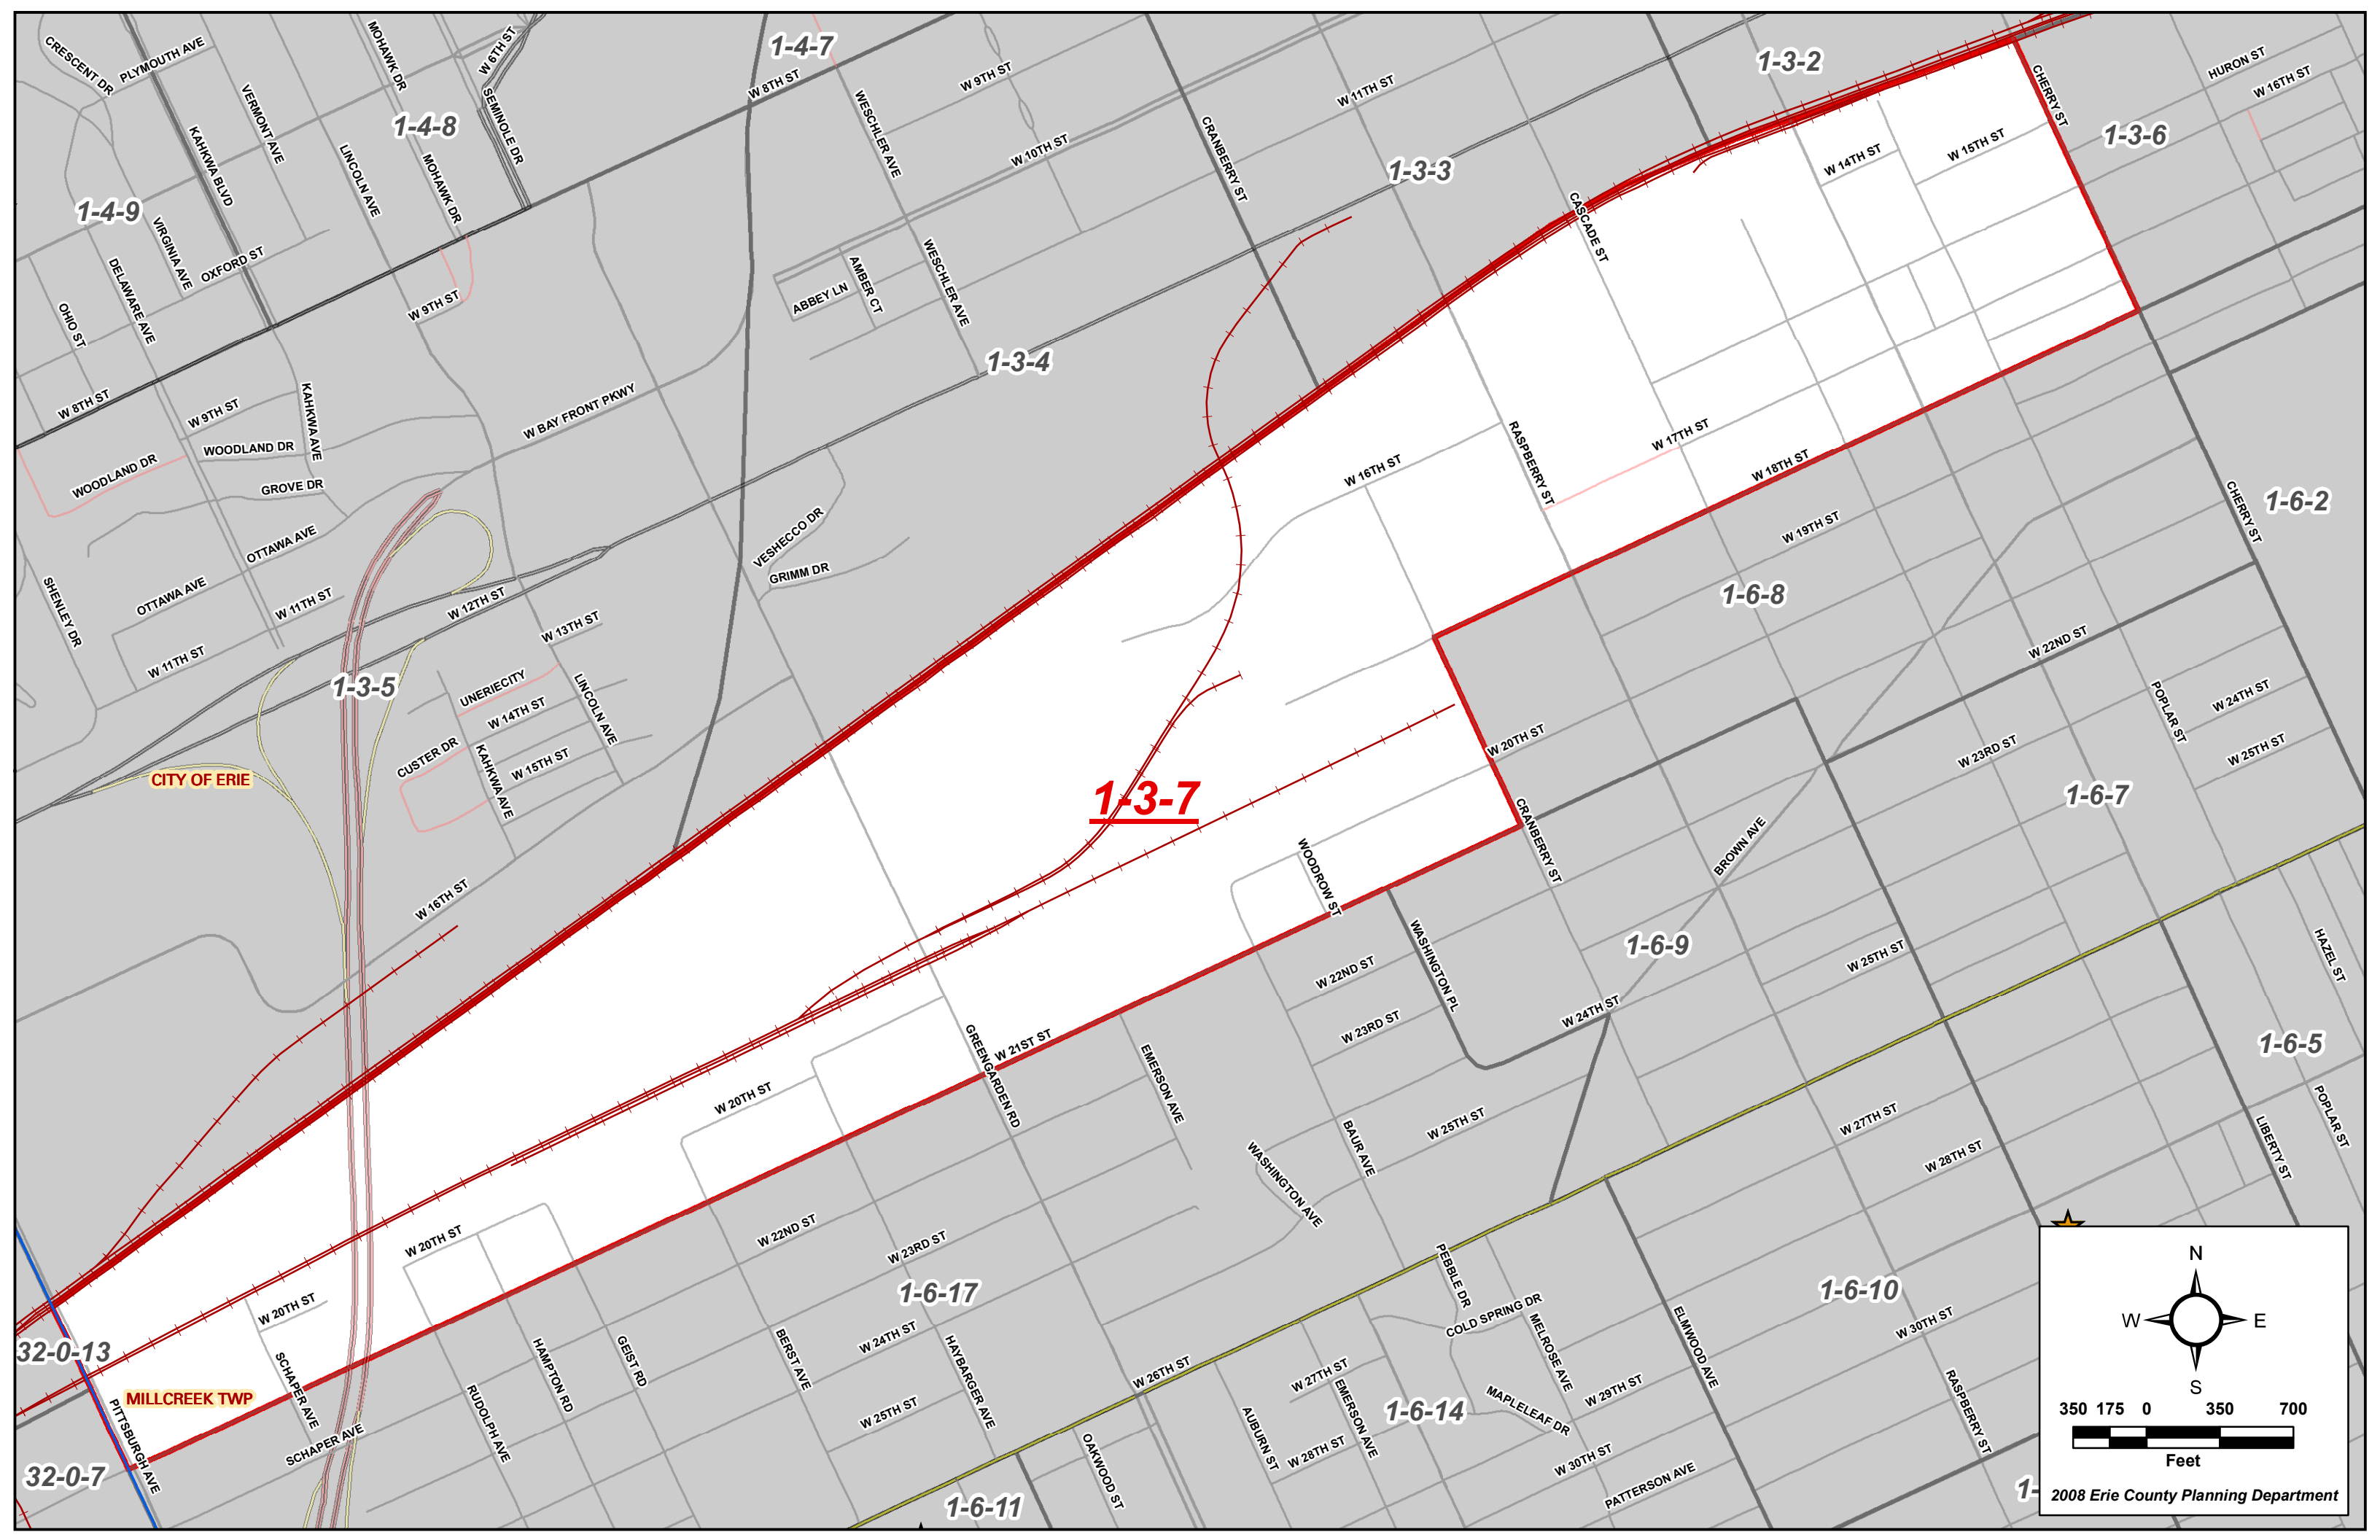 1-4-7
1-3-2
CRESCENT DR
PLYMOUTH AVE
MOHAWK DR
W 6TH ST
W 8TH ST
W 9TH ST
W 11TH ST
CHERRY ST
HURON ST
W 16TH ST
VERMONT AVE
1-4-8
SEMINOLE DR
WESCHLER AVE
CRANBERRY ST
1-3-6
KAHKWA BLVD
LINCOLN AVE
MOHAWK DR
W 10TH ST
1-3-3
W 14TH ST
W 15TH ST
1-4-9
VIRGINIA AVE
OXFORD ST
DELAWARE AVE
OHIO ST
W 9TH ST
ABBEY LN
AMBER CT
WESCHLER AVE
CASCADE ST
1-3-4
W 8TH ST
W 9TH ST
KAHKWA AVE
W BAY FRONT PKWY
WOODLAND DR
WOODLAND DR
GROVE DR
W 16TH ST
RASPBERRY ST
W 17TH ST
W 18TH ST
CHERRY ST
1-6-2
OTTAWA AVE
VESHECCO DR
GRIMM DR
W 19TH ST
SHENLEY DR
OTTAWA AVE
W 11TH ST
W 12TH ST
W 13TH ST
1-6-8
W 11TH ST
1-3-5
UNERIECITY
LINCOLN AVE
W 14TH ST
W 22ND ST
POPLAR ST
W 24TH ST
CUSTER DR
KAHKWA AVE
W 15TH ST
W 20TH ST
W 23RD ST
W 25TH ST
CITY OF ERIE
1-3-7
1-6-7
CRANBERRY ST
BROWN AVE
W 16TH ST
WOODROW ST
WASHINGTON PL
1-6-9
W 22ND ST
W 25TH ST
HAZEL ST
W 23RD ST
W 24TH ST
GREENGARDEN RD
W 21ST ST
EMERSON AVE
1-6-5
W 20TH ST
BAUR AVE
W 25TH ST
W 27TH ST
LIBERTY ST
POPLAR ST
WASHINGTON AVE
W 28TH ST
W 20TH ST
W 22ND ST
W 23RD ST
PEBBLE DR
1-6-17
1-6-10
W 20TH ST
COLD SPRING DR
MELROSE AVE
ELMWOOD AVE
W 30TH ST
32-0-13
SCHAPER AVE
HAMPTON RD
GEIST RD
BERST AVE
W 24TH ST
HAYBARGER AVE
W 26TH ST
W 27TH ST
EMERSON AVE
W 29TH ST
RASPBERRY ST
MILLCREEK TWP
PITTSBURGH AVE
RUDOLPH AVE
W 25TH ST
AUBURN ST
1-6-14
MAPLELEAF DR
SCHAPER AVE
OAKWOOD ST
W 28TH ST
W 30TH ST
PATTERSON AVE
32-0-7
1-6-11
1-
N
W
E
S
350 175 0 350 700
Feet
2008 Erie County Planning Department